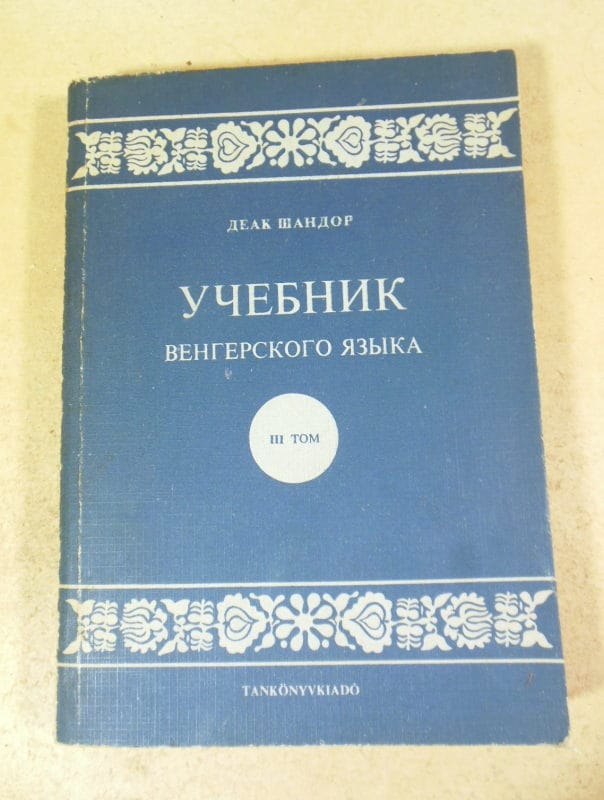 ДЕАК ШАНДОР
УЧЕБНИК
ВЕНГЕРСКОГО ЯЗЫКА
III ТОМ
TANKÖNYVKIADÓ